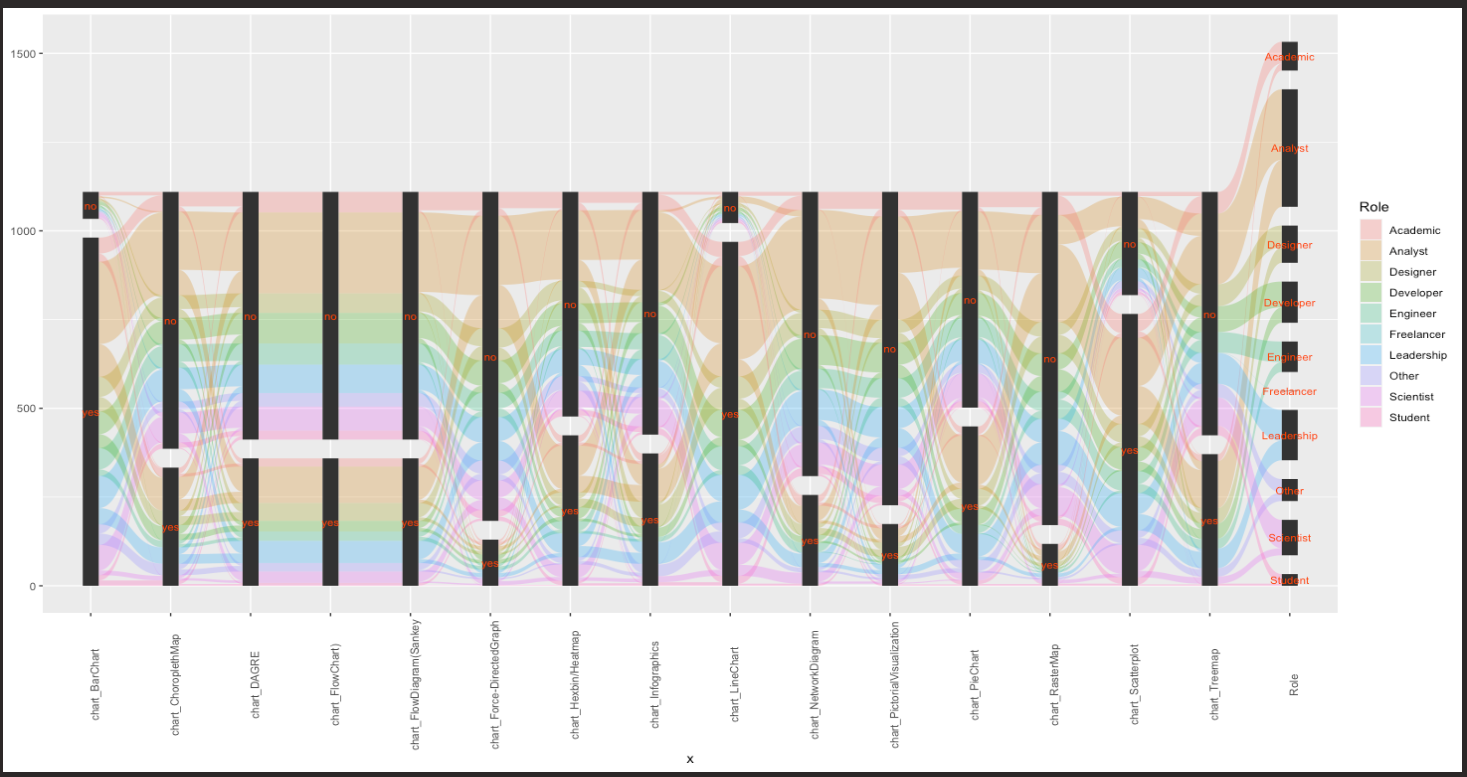 1500
1000
500
0
no
yes
no
yes
no
yes
no
yes
no
yes
no
yes
no
yes
no
yes
no
yes
no
yes
no
yes
no
yes
no
yes
no
yes
no
yes
Academic
Analyst
Designer
Developer
Engineer
Freelancer
Leadership
Other
Scientist
Student
chart_BarChart
chart_ChoroplethMap
chart_DAGRE
chart_FlowChart)
chart_FlowDiagram(Sankey
chart_Force-DirectedGraph
chart_Hexbin/Heatmap
chart_Infographics
chart_LineChart
chart_NetworkDiagram
chart_PictorialVisualization
chart_PieChart
chart_RasterMap
chart_Scatterplot
chart_Treemap
Role
x
Role
Academic
Analyst
Designer
Developer
Engineer
Freelancer
Leadership
Other
Scientist
Student